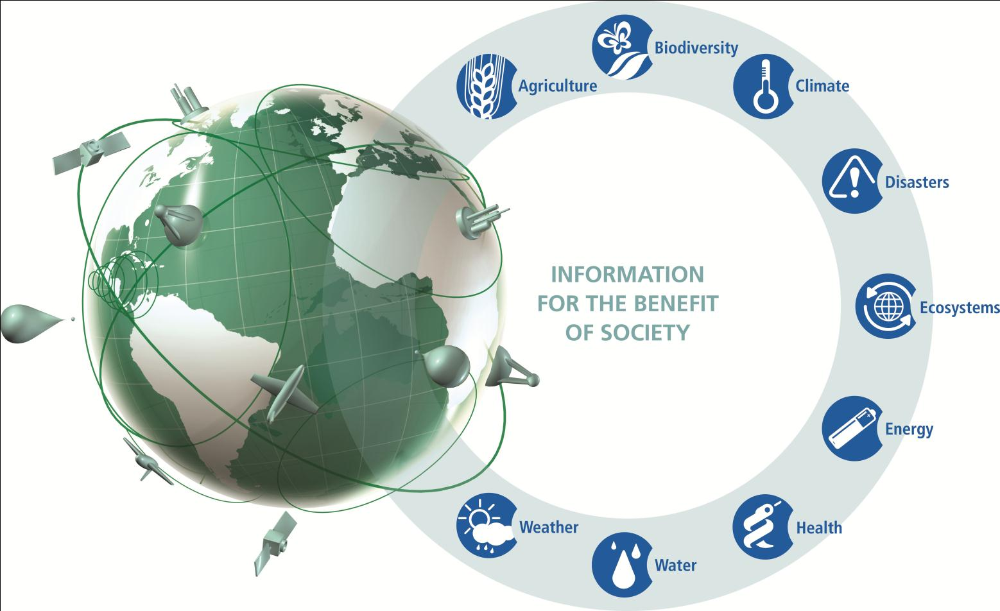 Biodiversity
Agriculture
Climate
Disasters
INFORMATION
FOR THE BENEFIT
OF SOCIETY
Ecosystems
Energy
Weather
Health
Water